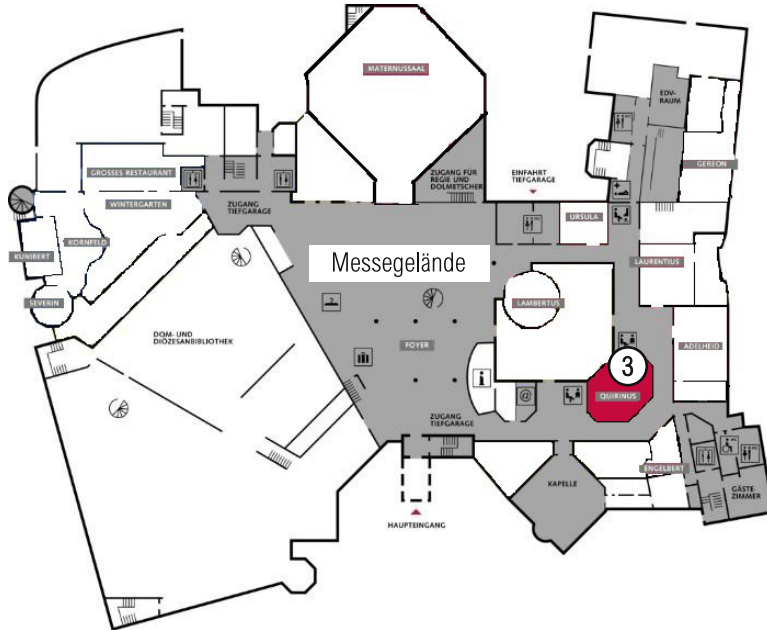 MATERNUSSAAL
EDV-
RAUM
GEREON
GROSSES RESTAURANT
WINTERGARTEN
ZUGANG
TIEFGARAGE
ZUGANG FÜR
REGIE UND
DOLMETSCHER
EINFAHRT
TIEFGARAGE
URSULA
KORNFELD
KUNIBERT
SEVERIN
Messegelände
LAURENTIUS
LAMBERTUS
DOM- UND
DIÖZESANBIBLIOTHEK
FOYER
ADELHEID
3
i
@
QUIRINUS
ZUGANG
TIEFGARAGE
ENGELBERT
KAPELLE
GÄSTE
ZIMMER
HAUPTEINGANG